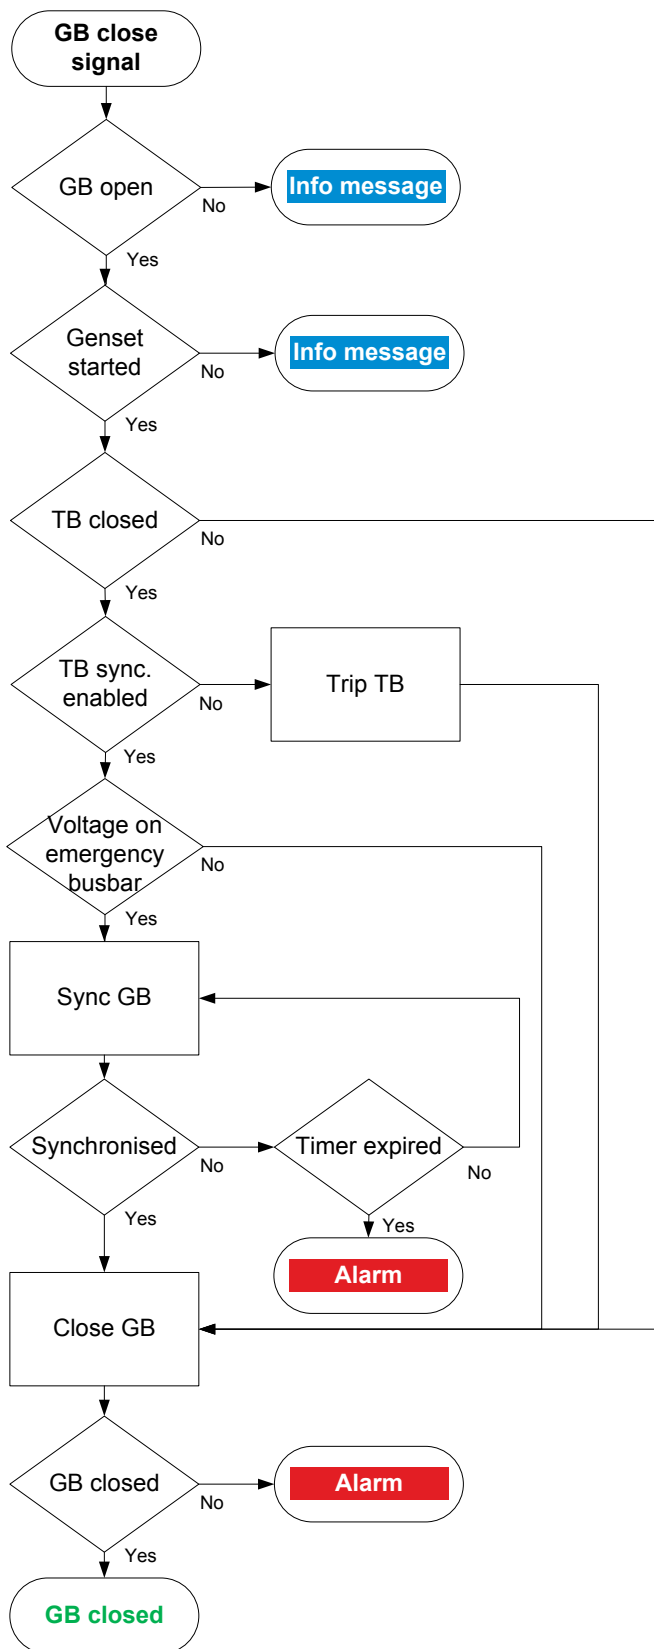 GB close
signal
GB open
No
Info message
Yes
Genset
started
No
Info message
Yes
TB closed
No
Yes
TB sync.
enabled
No
Trip TB
Yes
Voltage on
emergency
busbar
No
Yes
Sync GB
Synchronised
No
Timer expired
No
Yes
Yes
Alarm
Close GB
GB closed
No
Alarm
Yes
GB closed